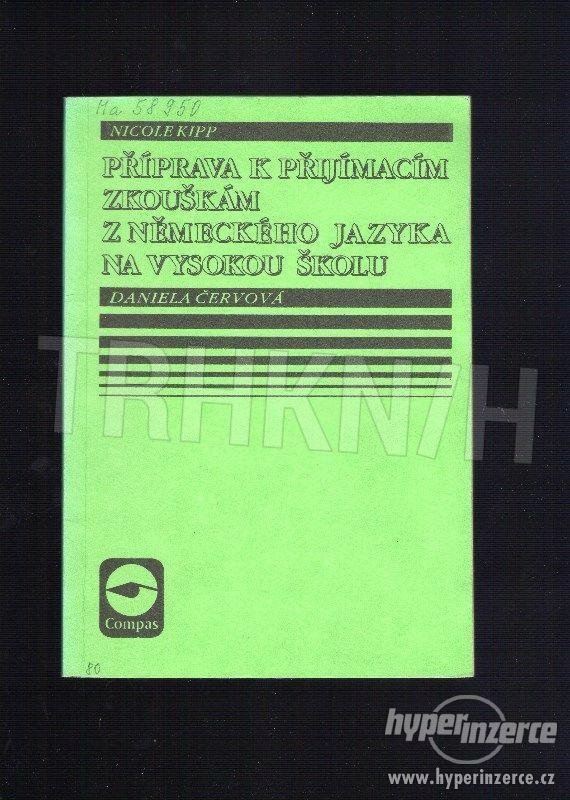 Ma 58950
NICOLE KIPP
PŘÍPRAVA K PŘIJÍMACÍM
ZKOUŠKÁM
Z NĚMECKÉHO JAZYKA
NA VYSOKOU ŠKOLU
DANIELA ČERVOVÁ
TRHKNIH
Compas
80
hyperinzerce
www.hyperinzerce.cz